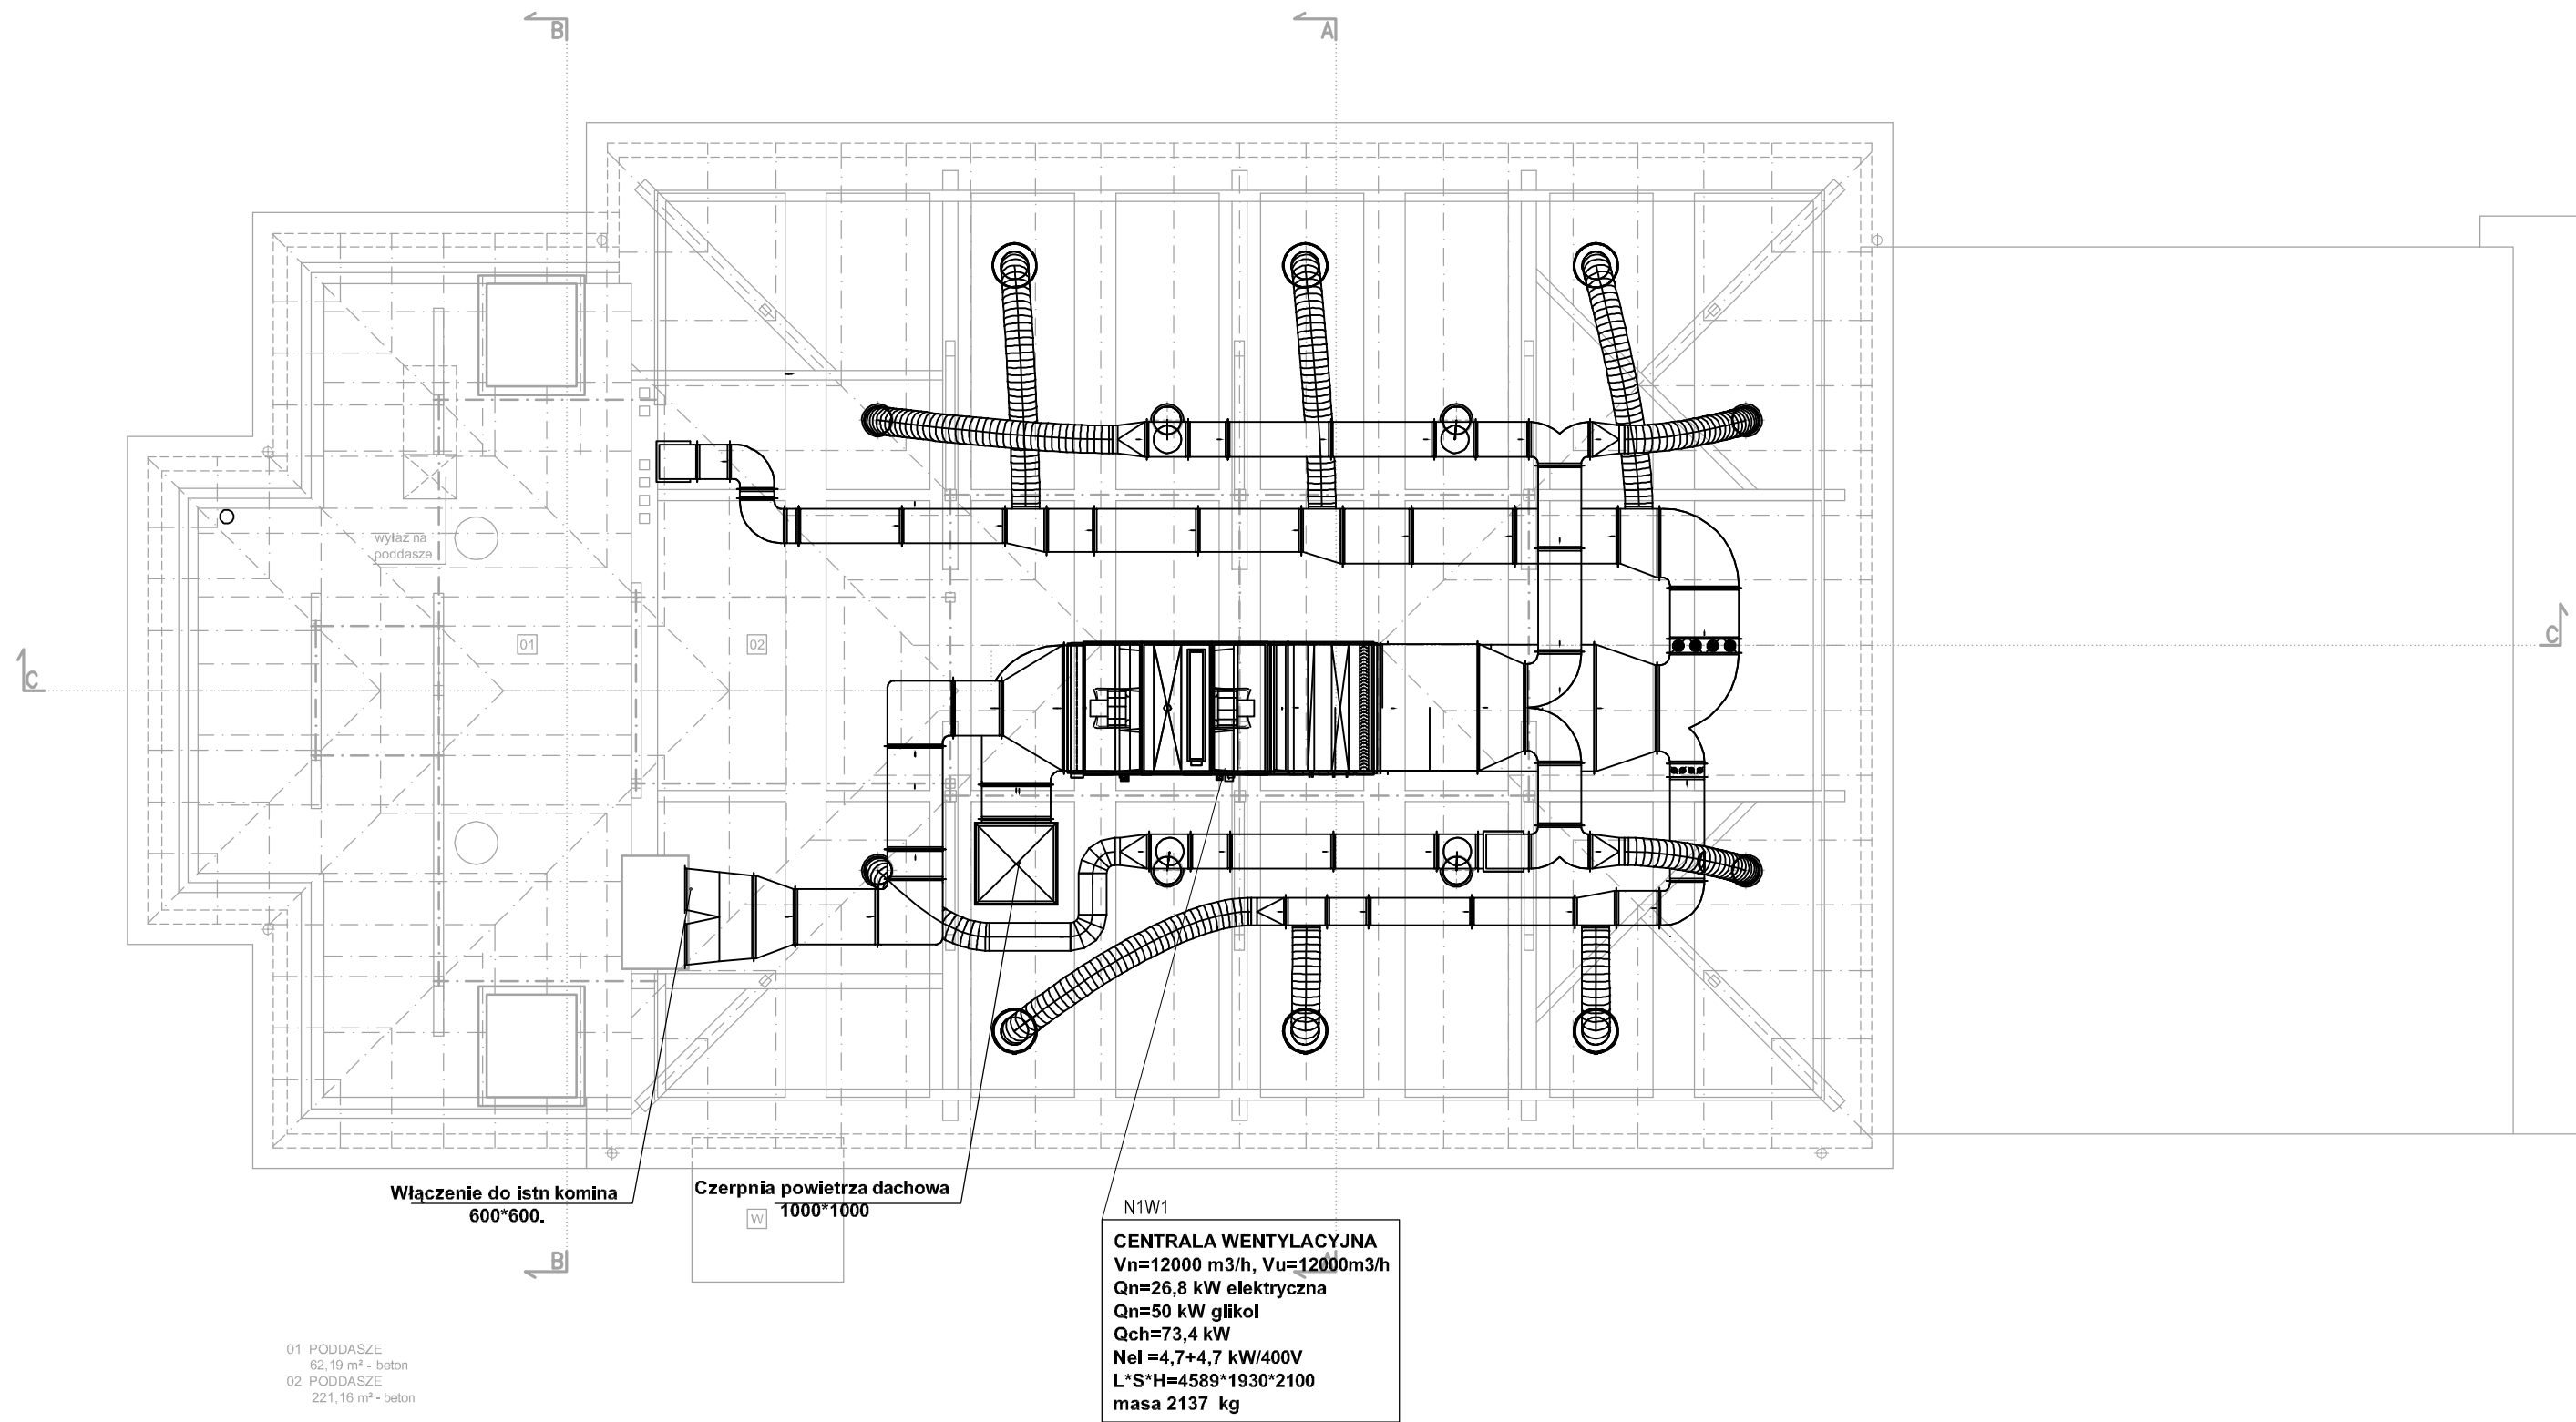 B
A
wyłaz na
poddasze
01
02
C
C
Włączenie do istn komina
600*600.
Czerpnia powietrza dachowa
1000*1000
W
N1W1
B
A
CENTRALA WENTYLACYJNA
Vn=12000 m3/h, Vu=12000m3/h
Qn=26,8 kW elektryczna
Qn=50 kW glikol
Qch=73,4 kW
Nel =4,7+4,7 kW/400V
L*S*H=4589*1930*2100
masa 2137 kg
01 PODDASZE
62,19 m² - beton
02 PODDASZE
221,16 m² - beton